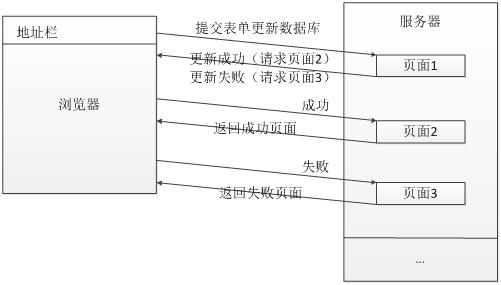 地址栏
浏览器
提交表单更新数据库
更新成功（请求页面2）
更新失败（请求页面3）
成功
返回成功页面
失败
返回失败页面
服务器
页面1
页面2
页面3
...